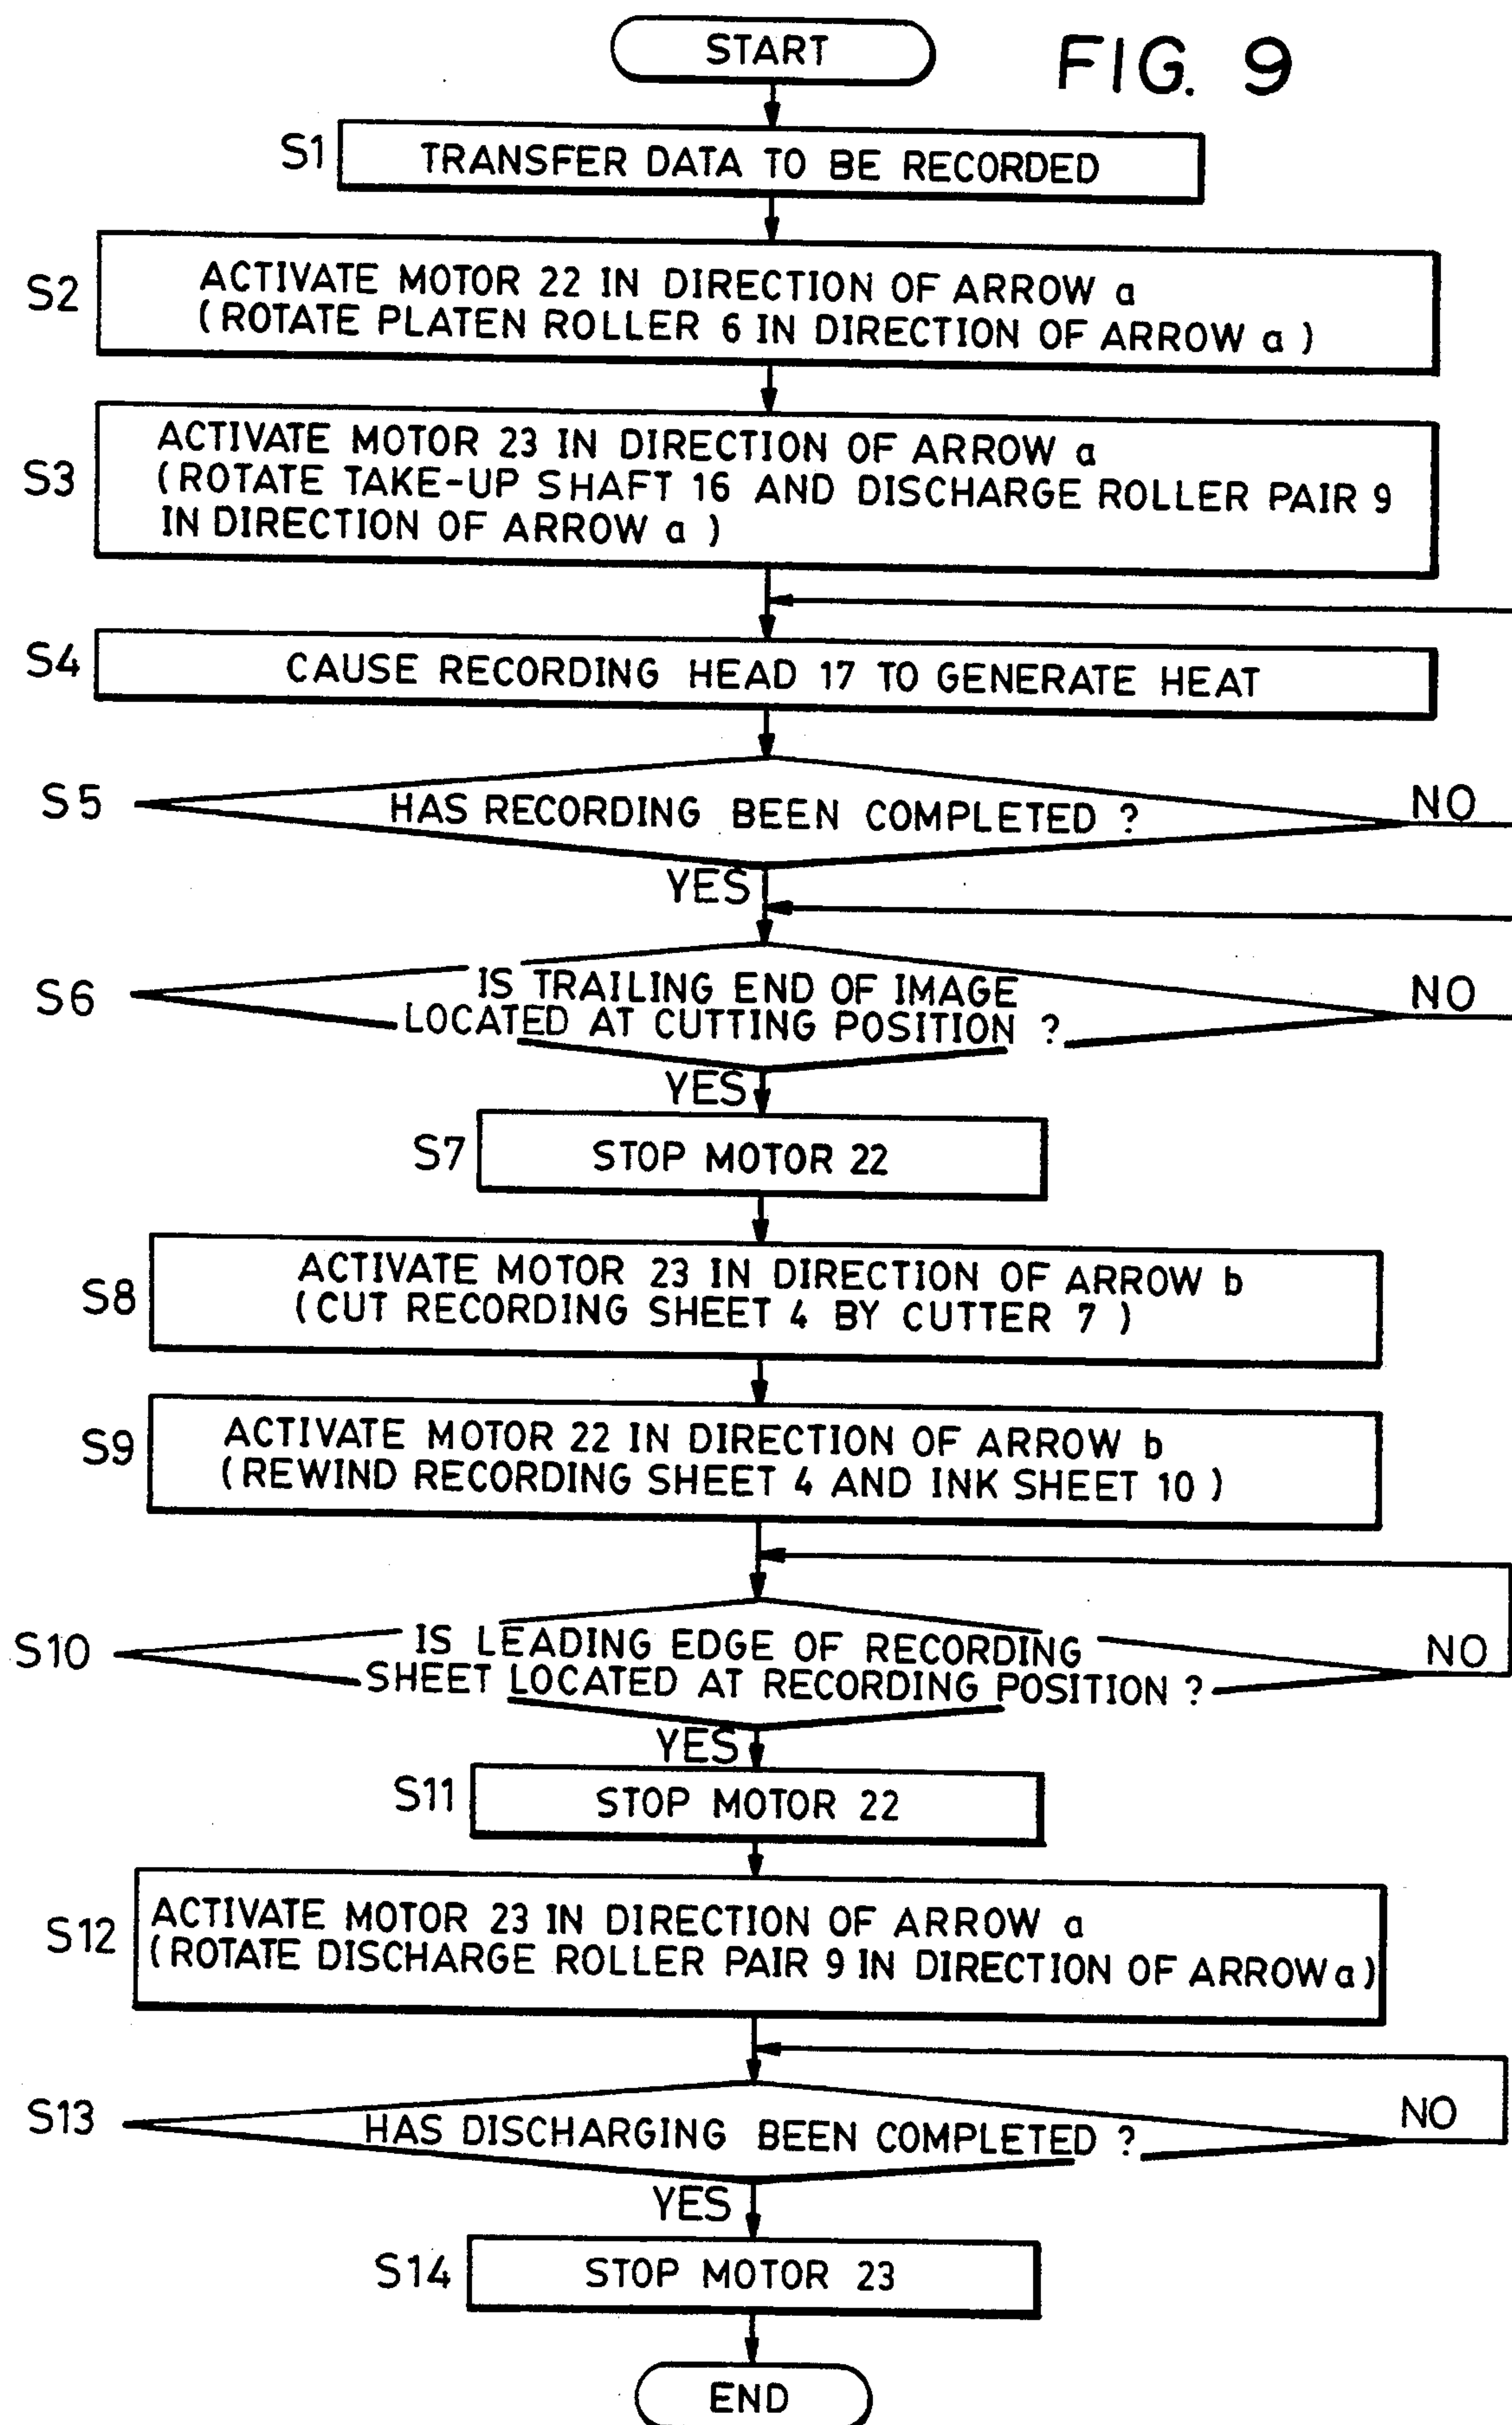 START
FIG. 9
S1
TRANSFER DATA TO BE RECORDED
S2
ACTIVATE MOTOR 22 IN DIRECTION OF ARROW a
(ROTATE PLATEN ROLLER 6 IN DIRECTION OF ARROW a)
S3
ACTIVATE MOTOR 23 IN DIRECTION OF ARROW a
(ROTATE TAKE-UP SHAFT 16 AND DISCHARGE ROLLER PAIR 9
IN DIRECTION OF ARROW a)
S4
CAUSE RECORDING HEAD 17 TO GENERATE HEAT
S5
HAS RECORDING BEEN COMPLETED ?
NO
YES
S6
IS TRAILING END OF IMAGE
LOCATED AT CUTTING POSITION ?
NO
YES
S7
STOP MOTOR 22
S8
ACTIVATE MOTOR 23 IN DIRECTION OF ARROW b
(CUT RECORDING SHEET 4 BY CUTTER 7)
S9
ACTIVATE MOTOR 22 IN DIRECTION OF ARROW b
(REWIND RECORDING SHEET 4 AND INK SHEET 10)
S10
IS LEADING EDGE OF RECORDING
SHEET LOCATED AT RECORDING POSITION ?
NO
YES
S11
STOP MOTOR 22
S12
ACTIVATE MOTOR 23 IN DIRECTION OF ARROW a
(ROTATE DISCHARGE ROLLER PAIR 9 IN DIRECTION OF ARROW a)
S13
HAS DISCHARGING BEEN COMPLETED ?
NO
YES
S14
STOP MOTOR 23
END